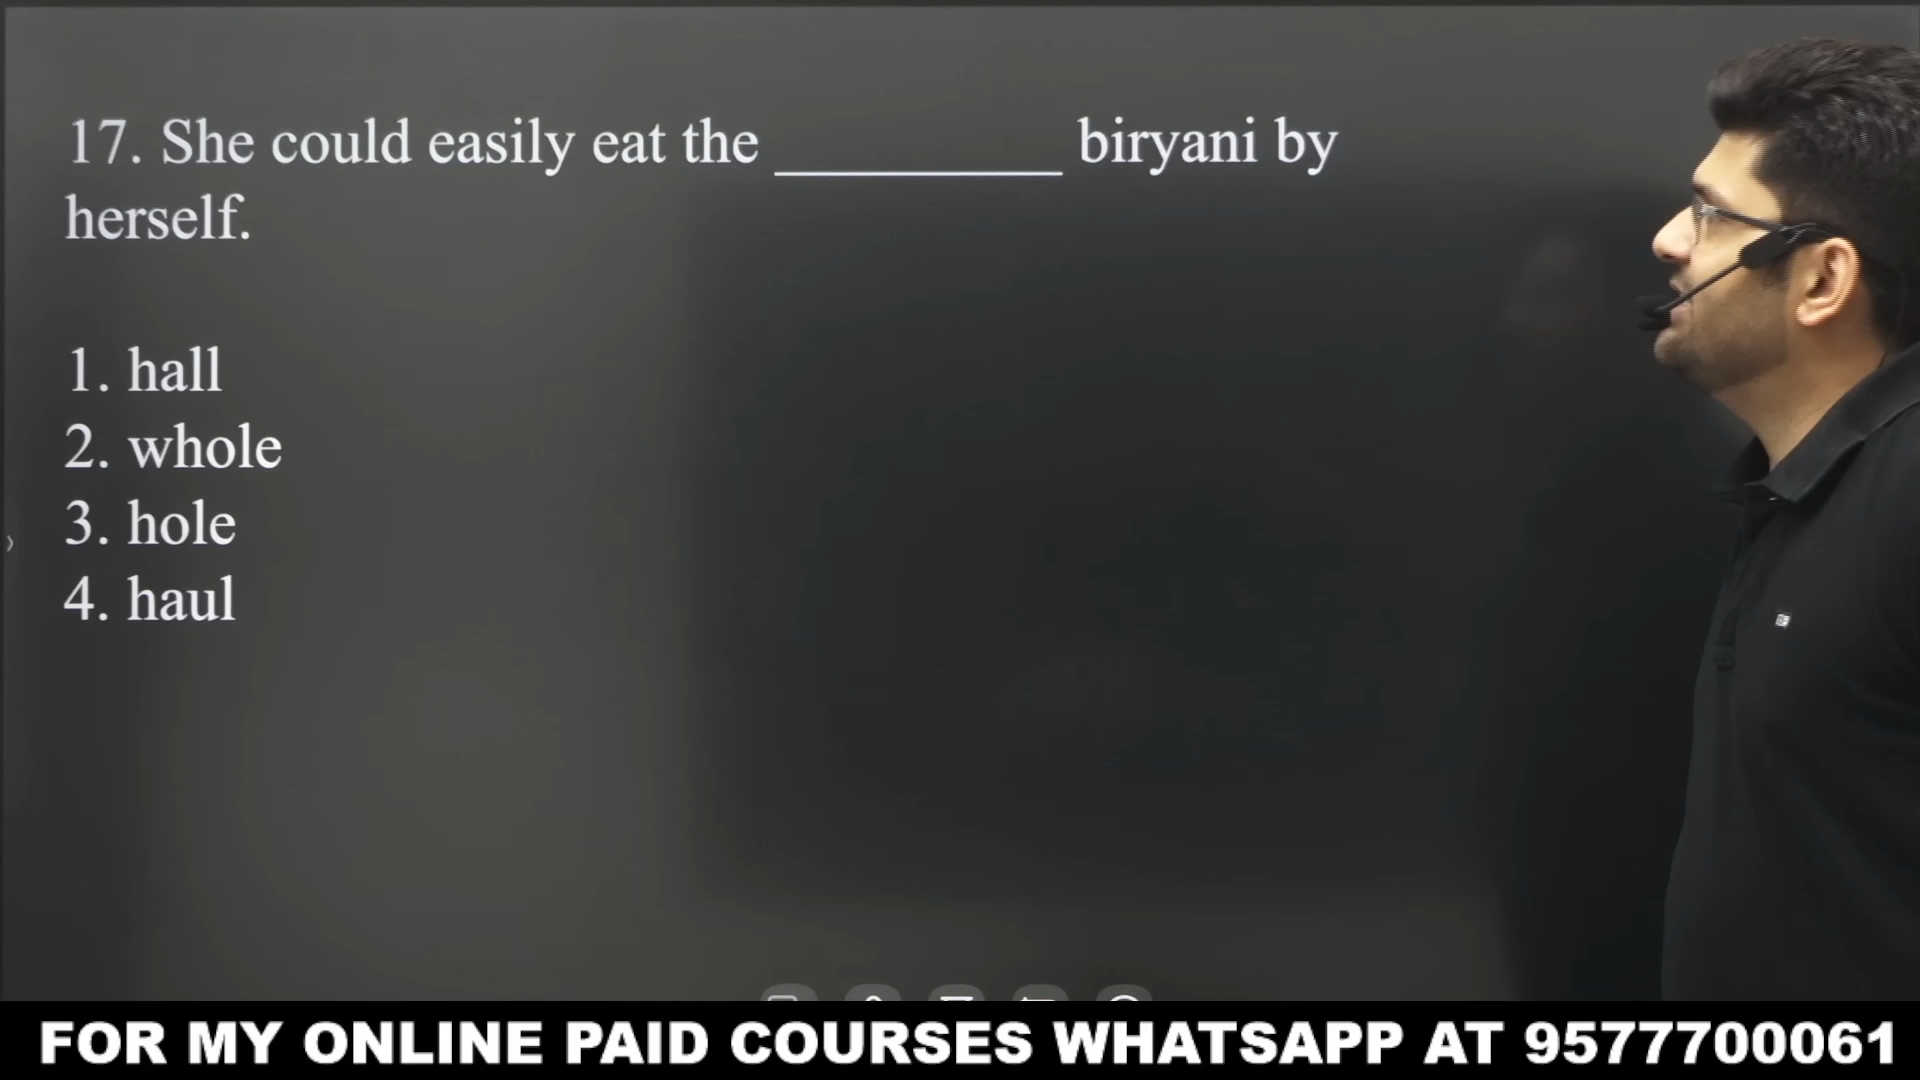 17. She could easily eat the __________ biryani by
herself.
1. hall
2. whole
3. hole
4. haul
FOR MY ONLINE PAID COURSES WHATSAPP AT 9577700061